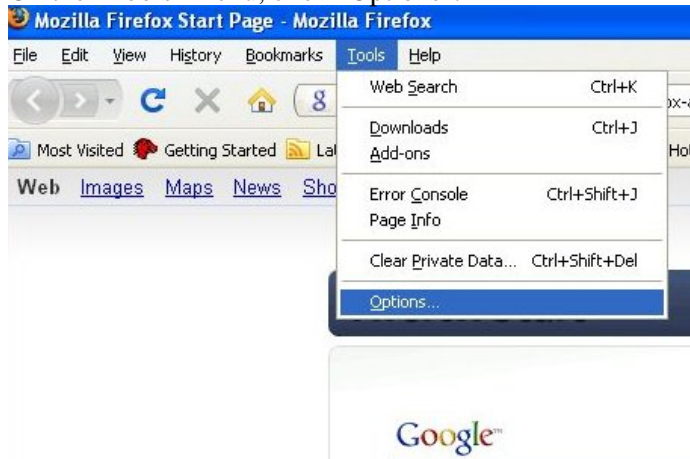 Mozilla Firefox Start Page - Mozilla Firefox
File Edit View History Bookmarks Tools Help
Web Search Ctrl+K
Downloads Ctrl+J
Add-ons
Error Console Ctrl+Shift+J
Page Info
Clear Private Data... Ctrl+Shift+Del
Options...
Most Visited Getting Started
Web Images Maps News
Google™